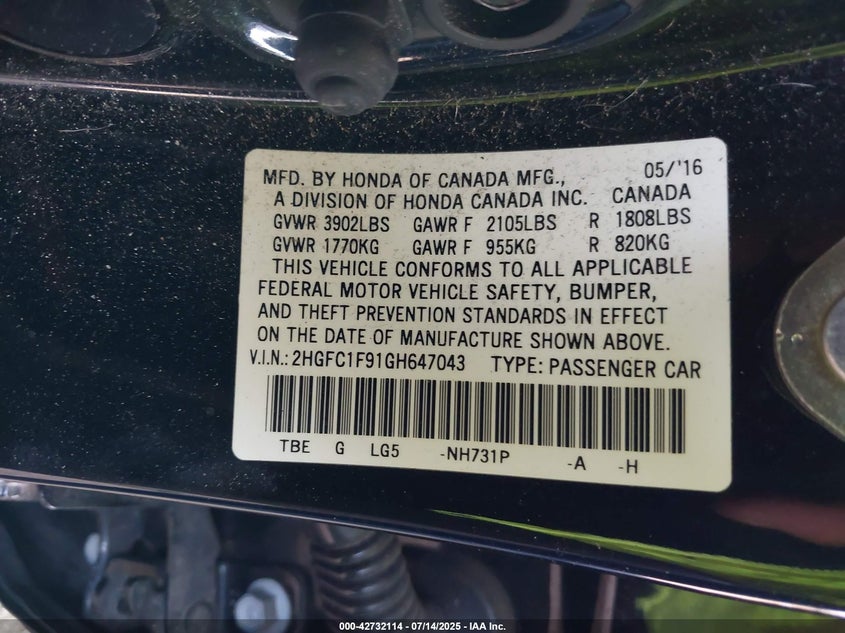 MFD. BY HONDA OF CANADA MFG., 05/'16
A DIVISION OF HONDA CANADA INC. CANADA
GVWR 3902LBS GAWR F 2105LBS R 1808LBS
GVWR 1770KG GAWR F 955KG R 820KG
THIS VEHICLE CONFORMS TO ALL APPLICABLE
FEDERAL MOTOR VEHICLE SAFETY, BUMPER,
AND THEFT PREVENTION STANDARDS IN EFFECT
ON THE DATE OF MANUFACTURE SHOWN ABOVE.
V.I.N.: 2HGFC1F91GH647043 TYPE: PASSENGER CAR
TBE G LG5 -NH731P -A -H
000-42732114 - 07/14/2025 - IAA Inc.